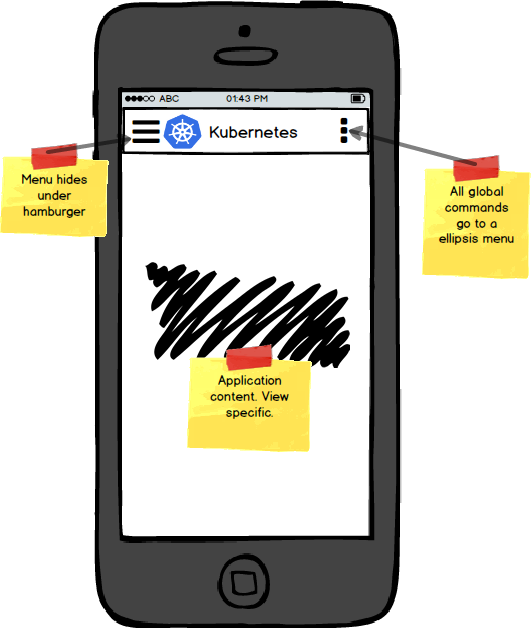 ABC 01:43 PM
Kubernetes
Menu hides
under
hamburger
All global
commands
go to a
ellipsis menu
Application
content. View
specific.